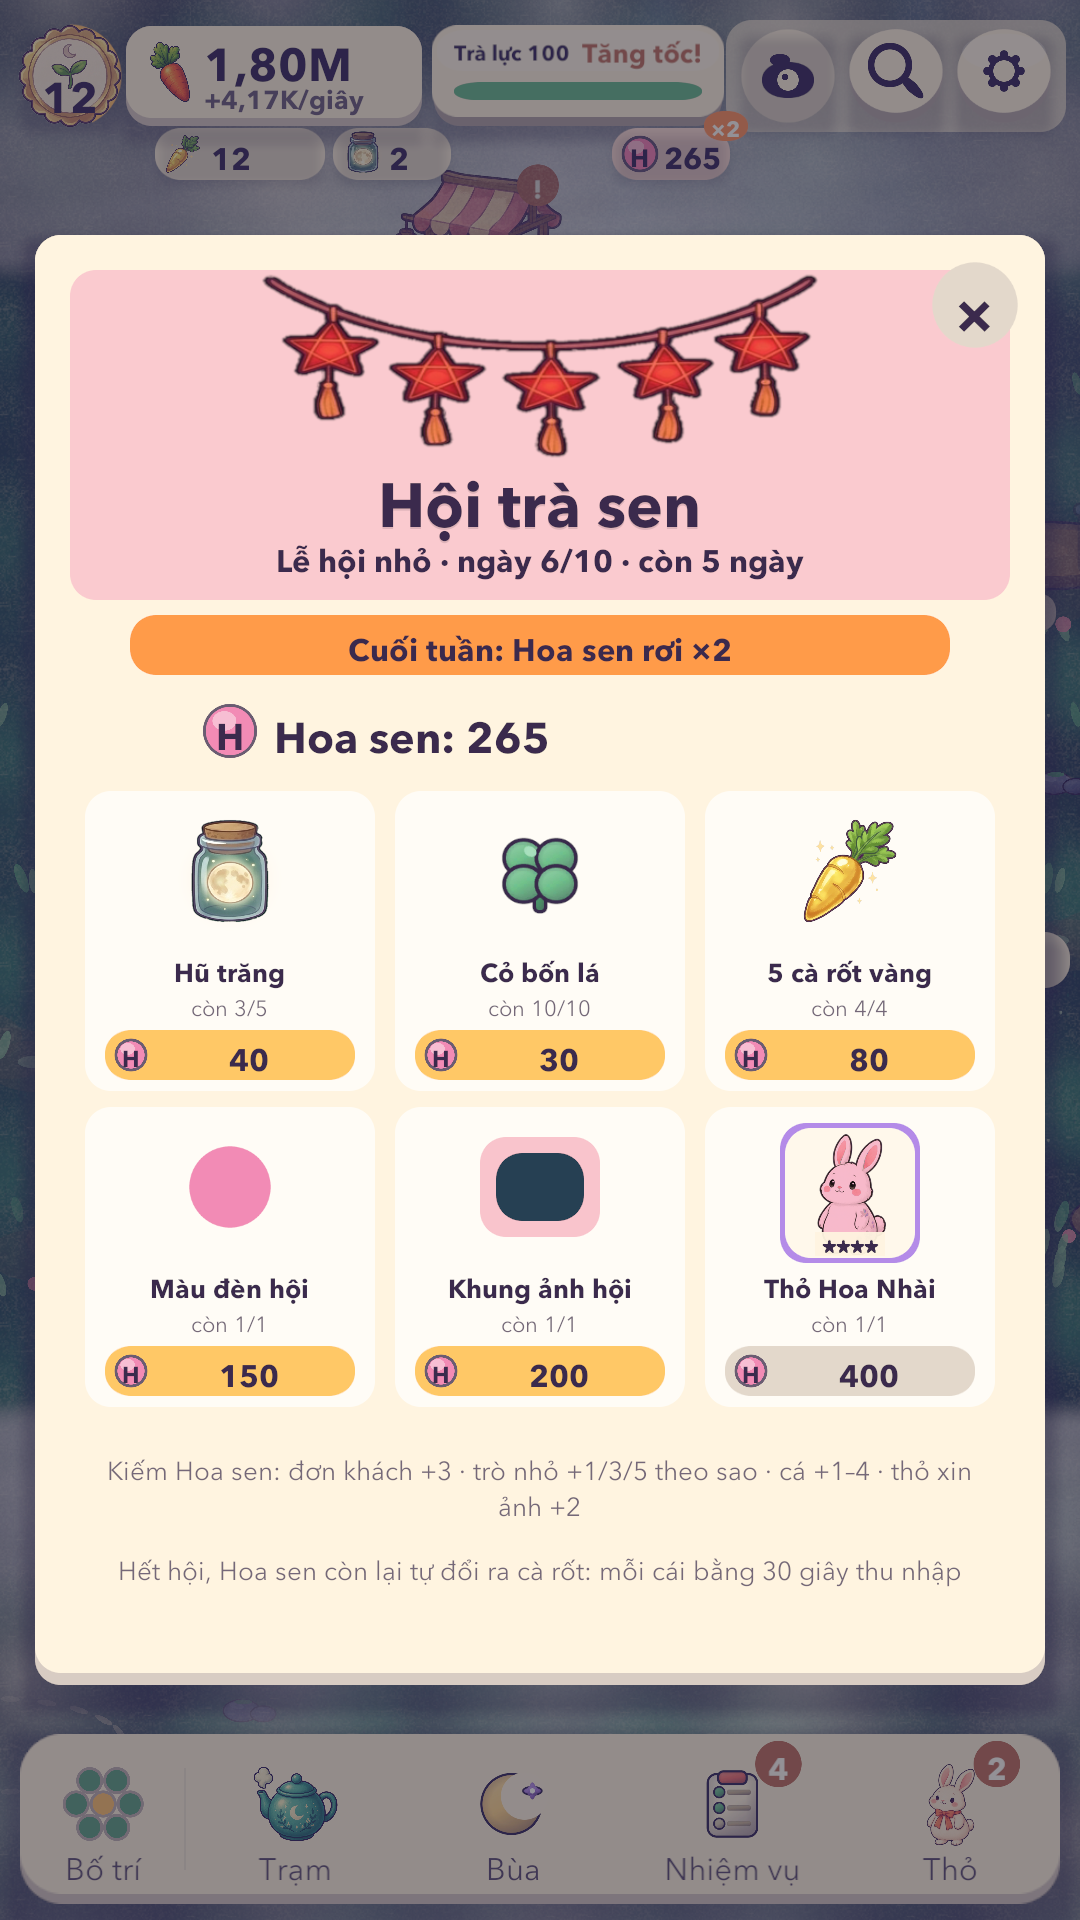 12
1,80M
+4,17K/giây
Trà lực 100 Tăng tốc!
12
2
H 265
×2
!
×
Hội trà sen
Lễ hội nhỏ · ngày 6/10 · còn 5 ngày
Cuối tuần: Hoa sen rơi ×2
H Hoa sen: 265
Hũ trăng
còn 3/5
H 40
Cỏ bốn lá
còn 10/10
H 30
5 cà rốt vàng
còn 4/4
H 80
Màu đèn hội
còn 1/1
H 150
Khung ảnh hội
còn 1/1
H 200
★★★★
Thỏ Hoa Nhài
còn 1/1
H 400
Kiếm Hoa sen: đơn khách +3 · trò nhỏ +1/3/5 theo sao · cá +1–4 · thỏ xin
ảnh +2
Hết hội, Hoa sen còn lại tự đổi ra cà rốt: mỗi cái bằng 30 giây thu nhập
Bố trí
Trạm
Bùa
4
Nhiệm vụ
2
Thỏ